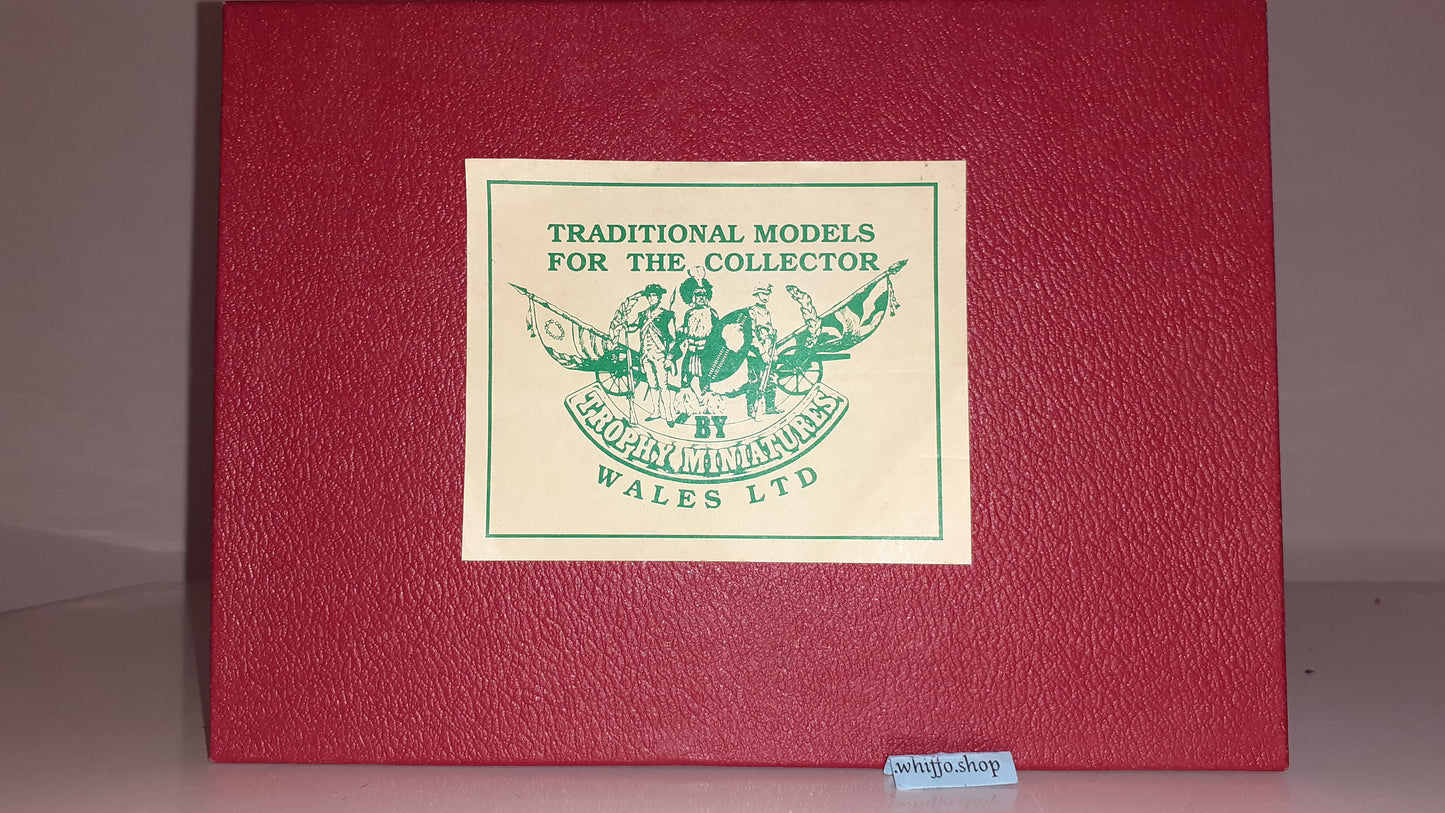 TRADITIONAL MODELS
FOR THE COLLECTOR
BY
TROPHY MINIATURES
WALES LTD
.whiffo.shop